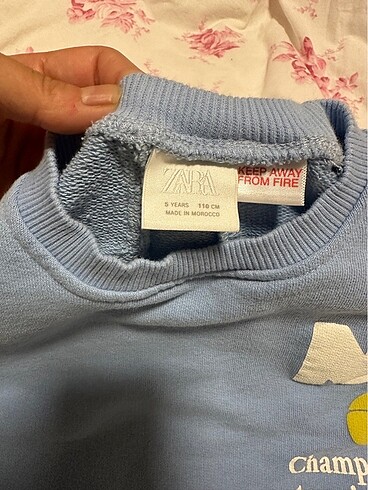 ZARA
5 YEARS 110 CM
MADE IN MOROCCO
KEEP AWAY
FROM FIRE
Champ